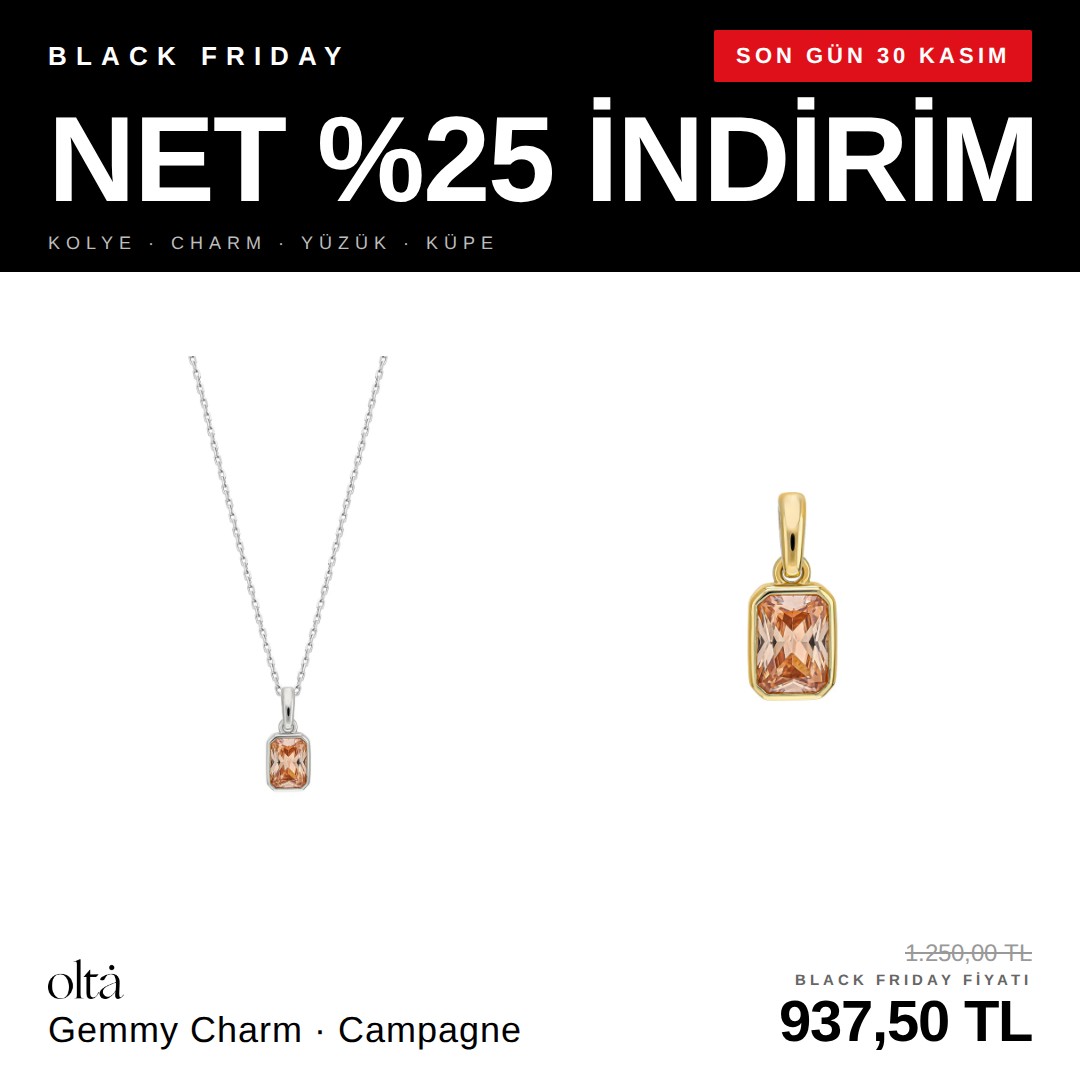 BLACK FRIDAY
SON GÜN 30 KASIM
NET %25 İNDİRİM
KOLYE · CHARM · YÜZÜK · KÜPE
1.250,00 TL
BLACK FRIDAY FİYATI
937,50 TL
olta
Gemmy Charm · Campagne